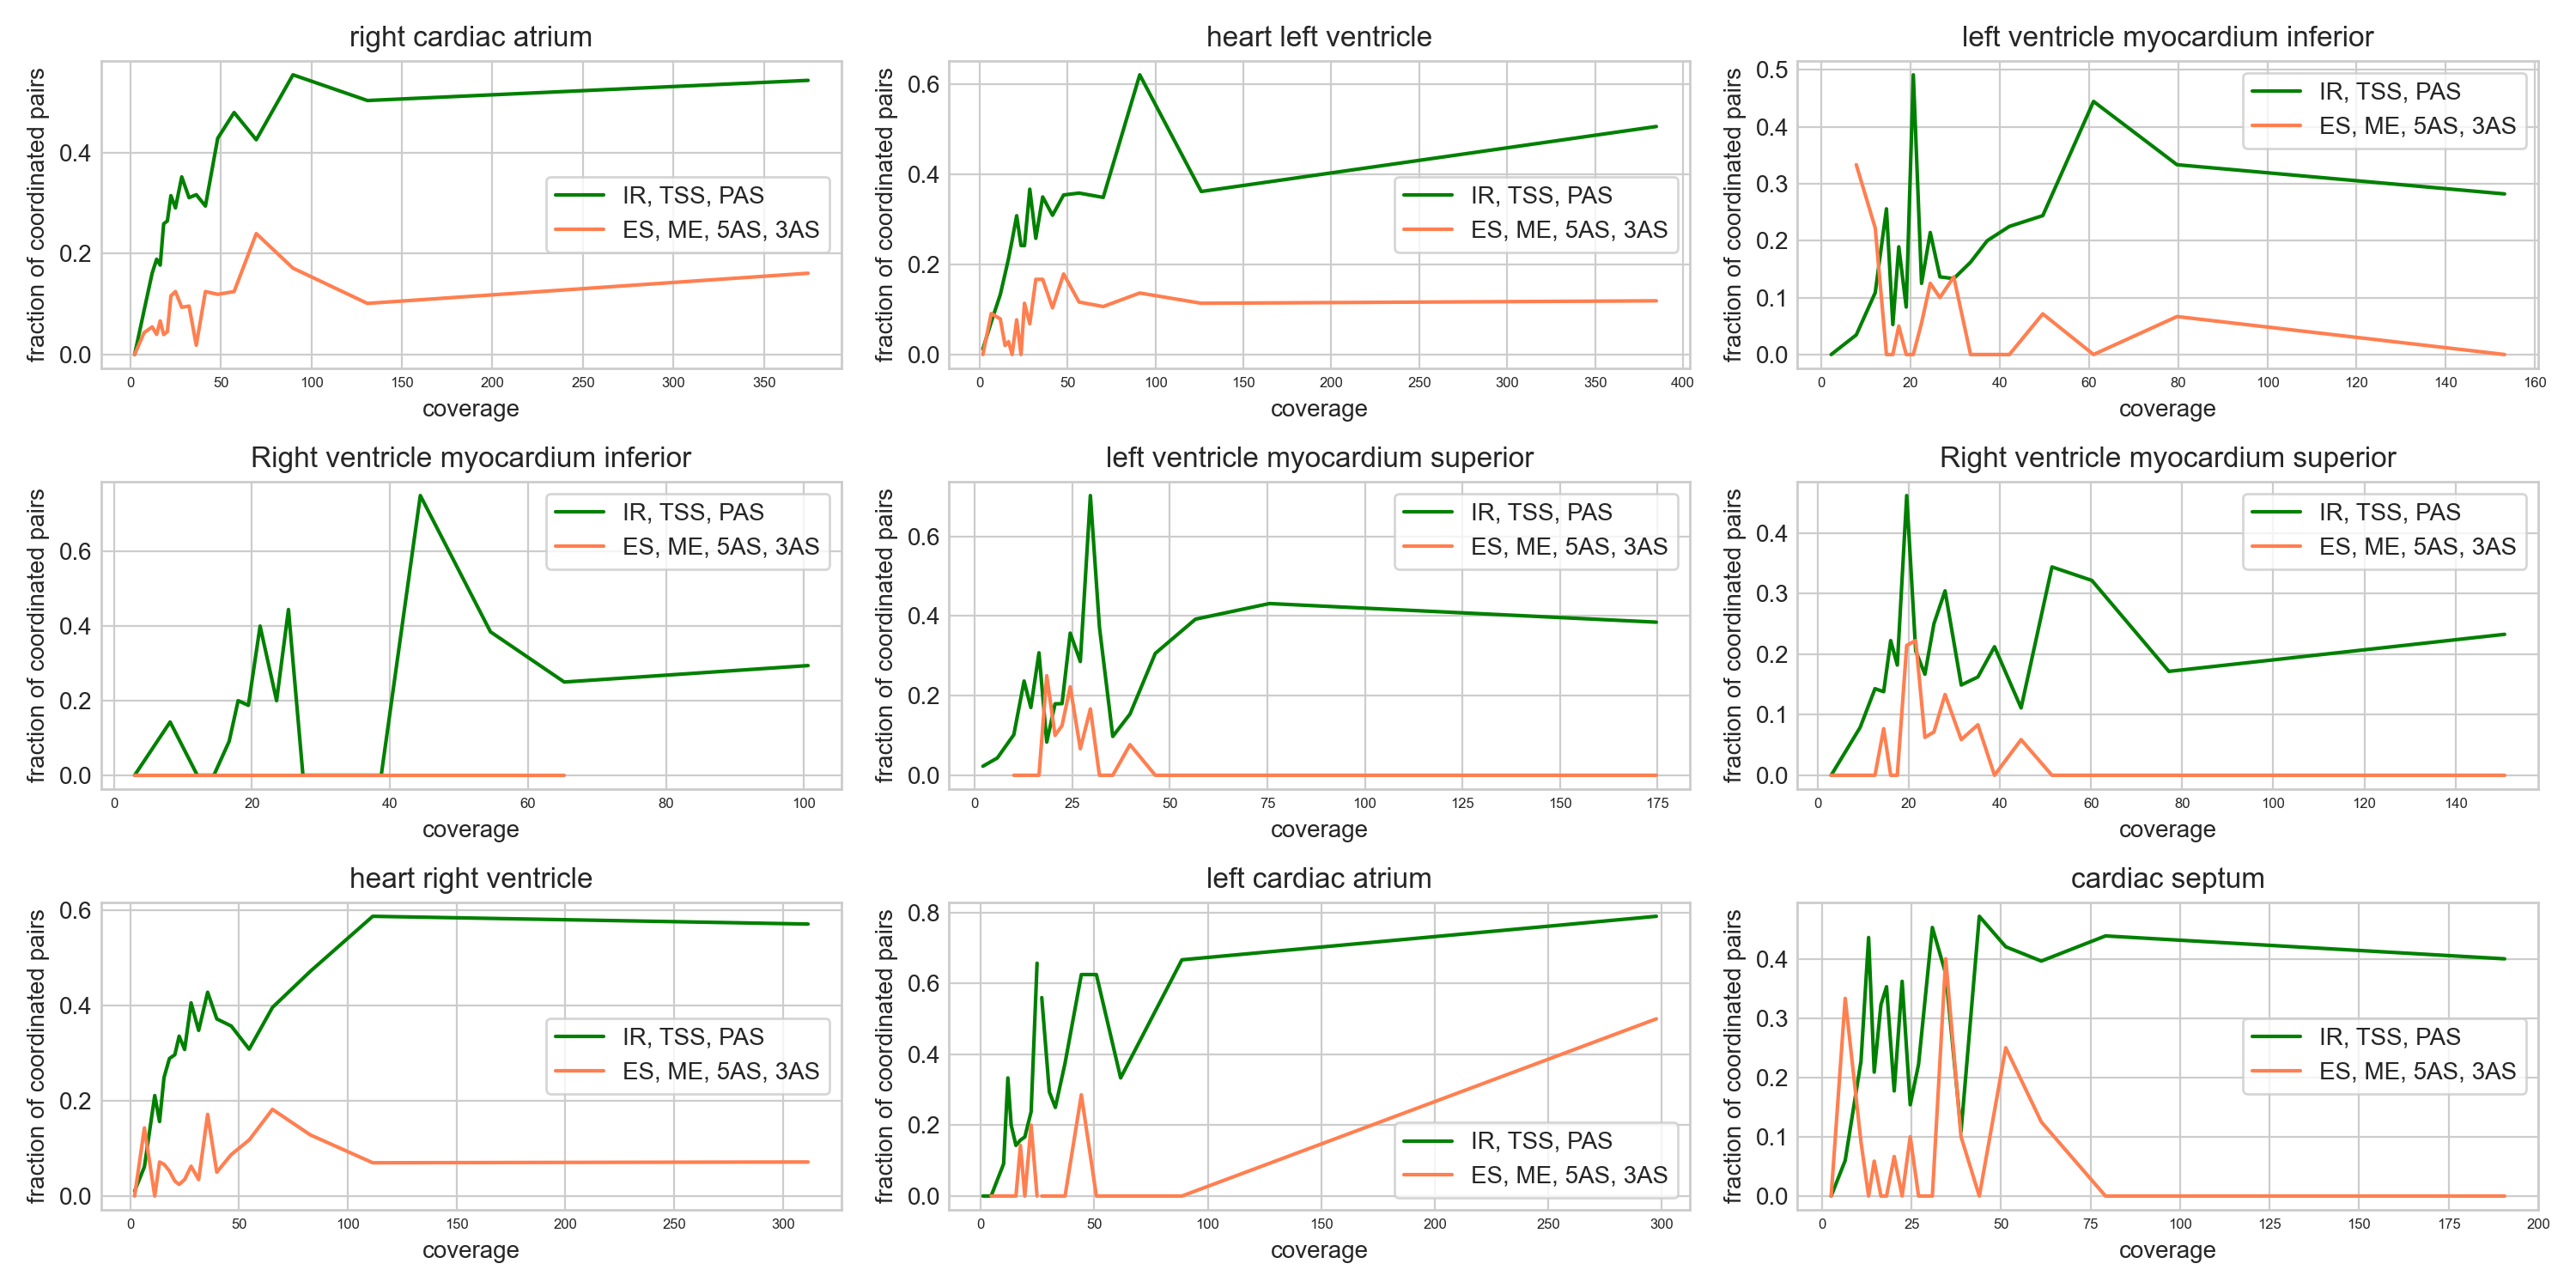 right cardiac atrium
fraction of coordinated pairs
0.4
0.2
0.0
IR, TSS, PAS
ES, ME, 5AS, 3AS
0 50 100 150 200 250 300 350
coverage
heart left ventricle
fraction of coordinated pairs
0.6
0.4
0.2
0.0
IR, TSS, PAS
ES, ME, 5AS, 3AS
0 50 100 150 200 250 300 350 400
coverage
left ventricle myocardium inferior
fraction of coordinated pairs
0.5
0.4
0.3
0.2
0.1
0.0
IR, TSS, PAS
ES, ME, 5AS, 3AS
0 20 40 60 80 100 120 140 160
coverage
Right ventricle myocardium inferior
fraction of coordinated pairs
0.6
0.4
0.2
0.0
IR, TSS, PAS
ES, ME, 5AS, 3AS
0 20 40 60 80 100
coverage
left ventricle myocardium superior
fraction of coordinated pairs
0.6
0.4
0.2
0.0
IR, TSS, PAS
ES, ME, 5AS, 3AS
0 25 50 75 100 125 150 175
coverage
Right ventricle myocardium superior
fraction of coordinated pairs
0.4
0.3
0.2
0.1
0.0
IR, TSS, PAS
ES, ME, 5AS, 3AS
0 20 40 60 80 100 120 140
coverage
heart right ventricle
fraction of coordinated pairs
0.6
0.4
0.2
0.0
IR, TSS, PAS
ES, ME, 5AS, 3AS
0 50 100 150 200 250 300
coverage
left cardiac atrium
fraction of coordinated pairs
0.8
0.6
0.4
0.2
0.0
IR, TSS, PAS
ES, ME, 5AS, 3AS
0 50 100 150 200 250 300
coverage
cardiac septum
fraction of coordinated pairs
0.4
0.3
0.2
0.1
0.0
IR, TSS, PAS
ES, ME, 5AS, 3AS
0 25 50 75 100 125 150 175 200
coverage